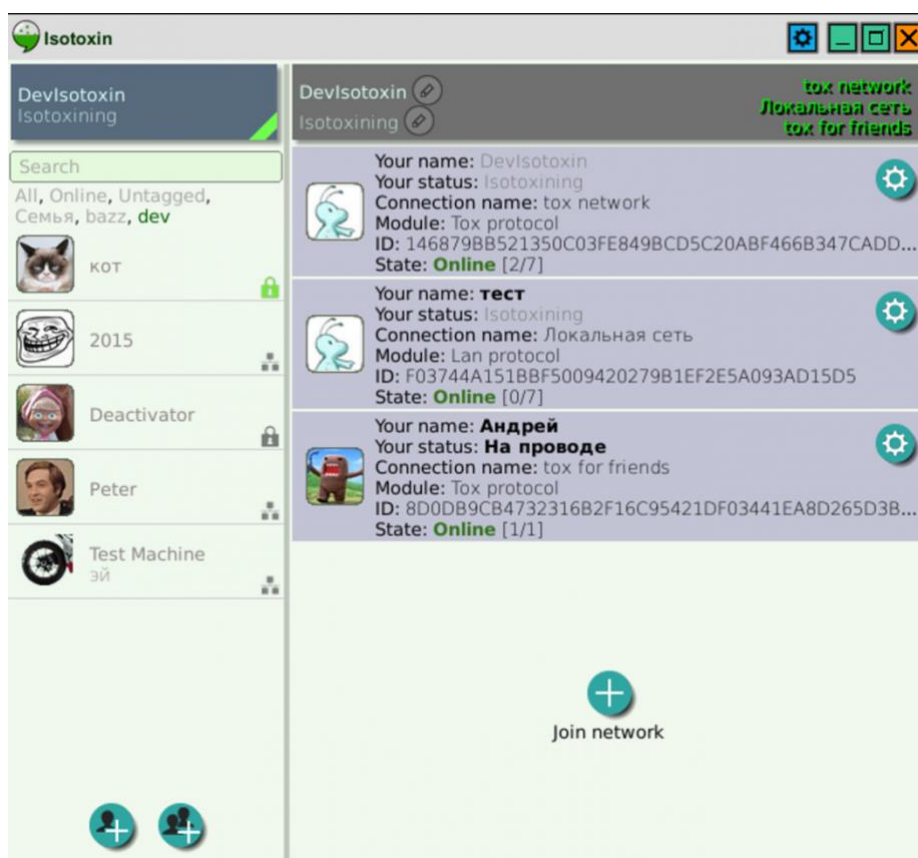 Isotoxin
DevIsotoxin
Isotoxining
Search
All, Online, Untagged,
Семья, bazz, dev
кот
2015
Deactivator
Peter
Test Machine
эй
DevIsotoxin
Isotoxining
tox network
Локальная сеть
tox for friends
Your name: DevIsotoxin
Your status: Isotoxining
Connection name: tox network
Module: Tox protocol
ID: 146879BB521350C03FE849BCD5C20ABF466B347CADD...
State: Online [2/7]
Your name: тест
Your status: Isotoxining
Connection name: Локальная сеть
Module: Lan protocol
ID: F03744A151BBF5009420279B1EF2E5A093AD15D5
State: Online [0/7]
Your name: Андрей
Your status: На проводе
Connection name: tox for friends
Module: Tox protocol
ID: 8D0DB9CB4732316B2F16C95421DF03441EA8D265D3B...
State: Online [1/1]
Join network